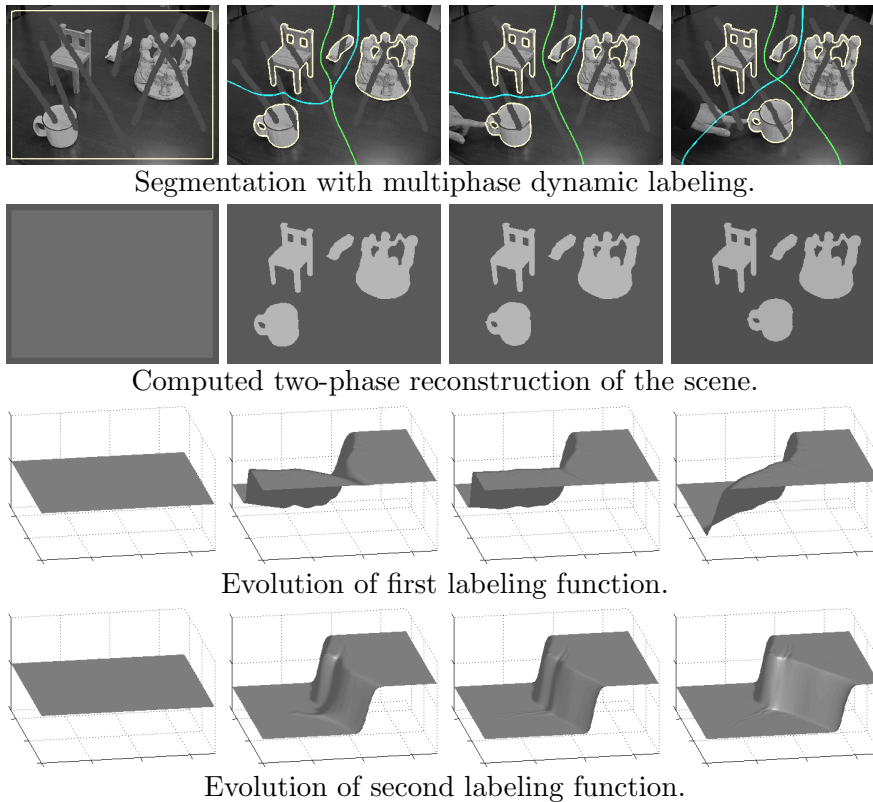 Segmentation with multiphase dynamic labeling.
Computed two-phase reconstruction of the scene.
Evolution of first labeling function.
Evolution of second labeling function.